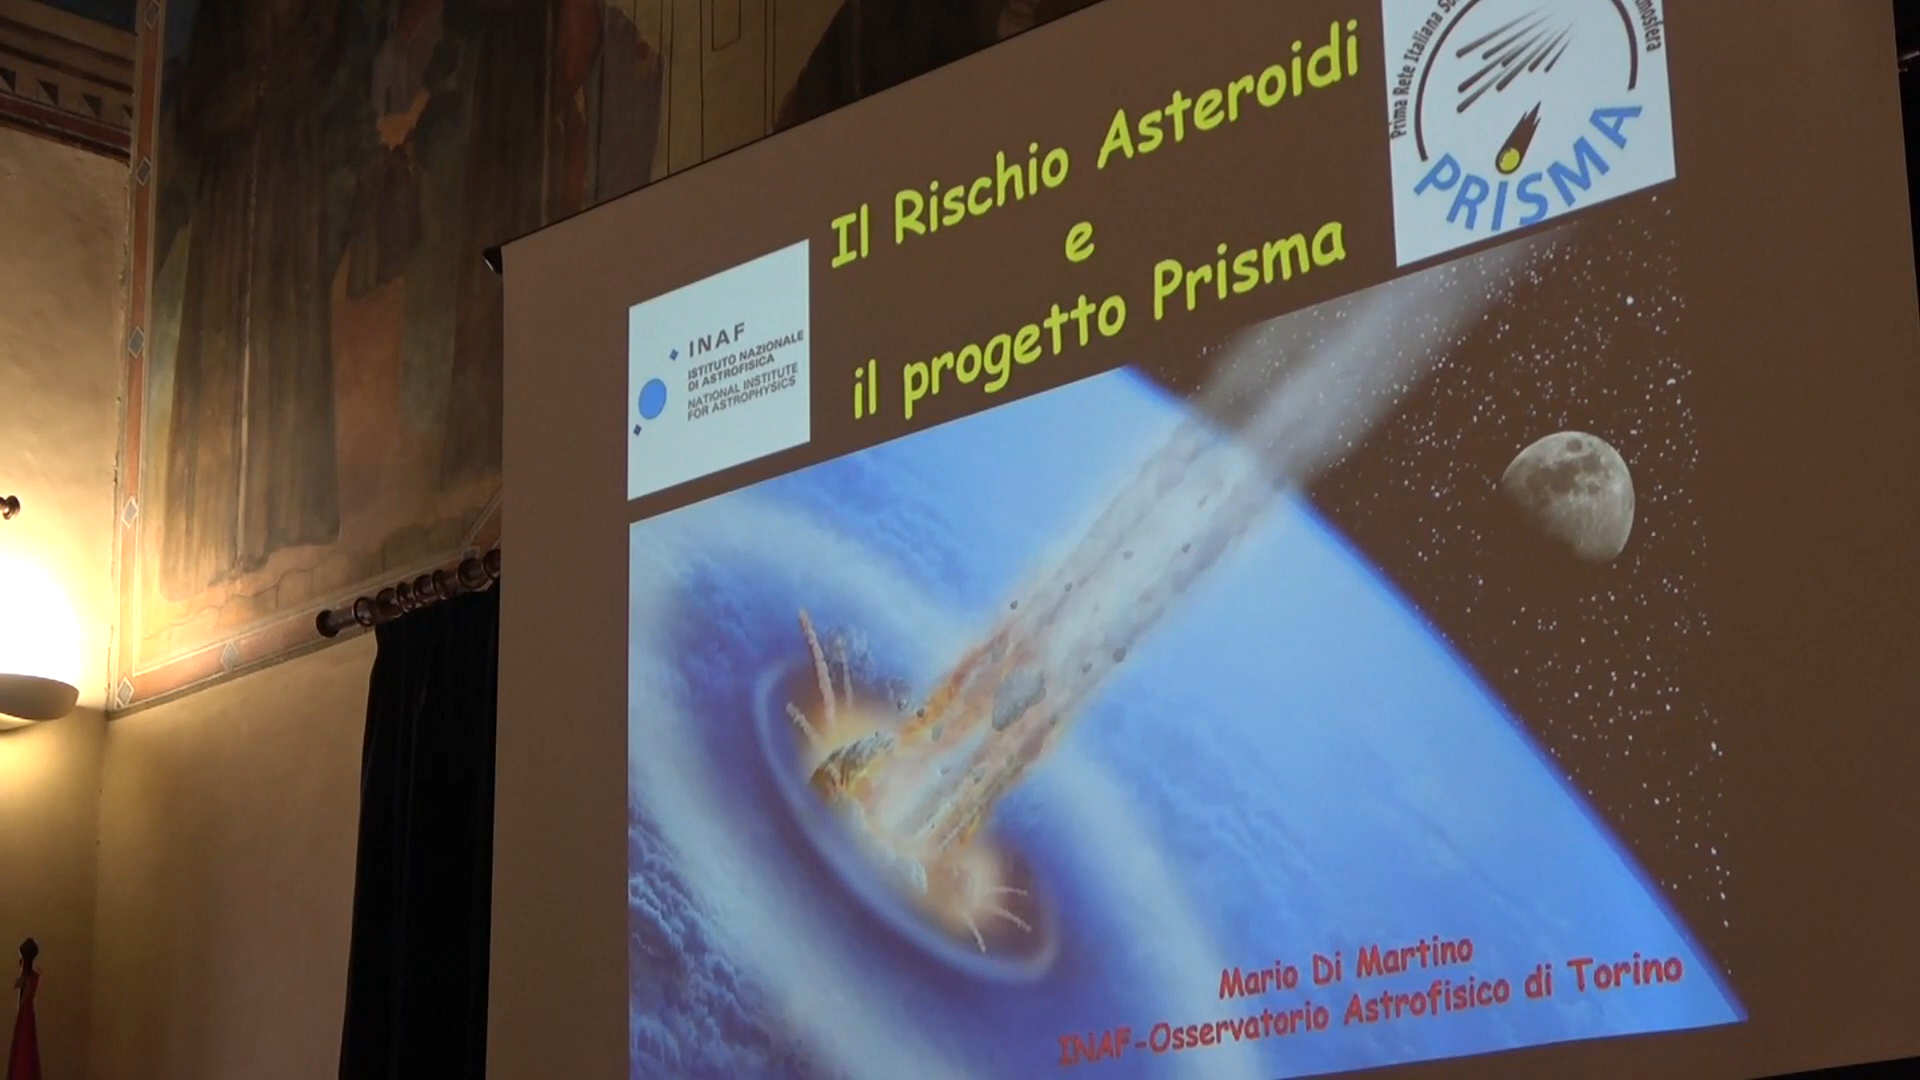 Il Rischio Asteroidi
e
il progetto Prisma
Prima Rete Italiana
PRISMA
INAF
ISTITUTO NAZIONALE
DI ASTROFISICA
NATIONAL INSTITUTE
FOR ASTROPHYSICS
Mario Di Martino
INAF-Osservatorio Astrofisico di Torino